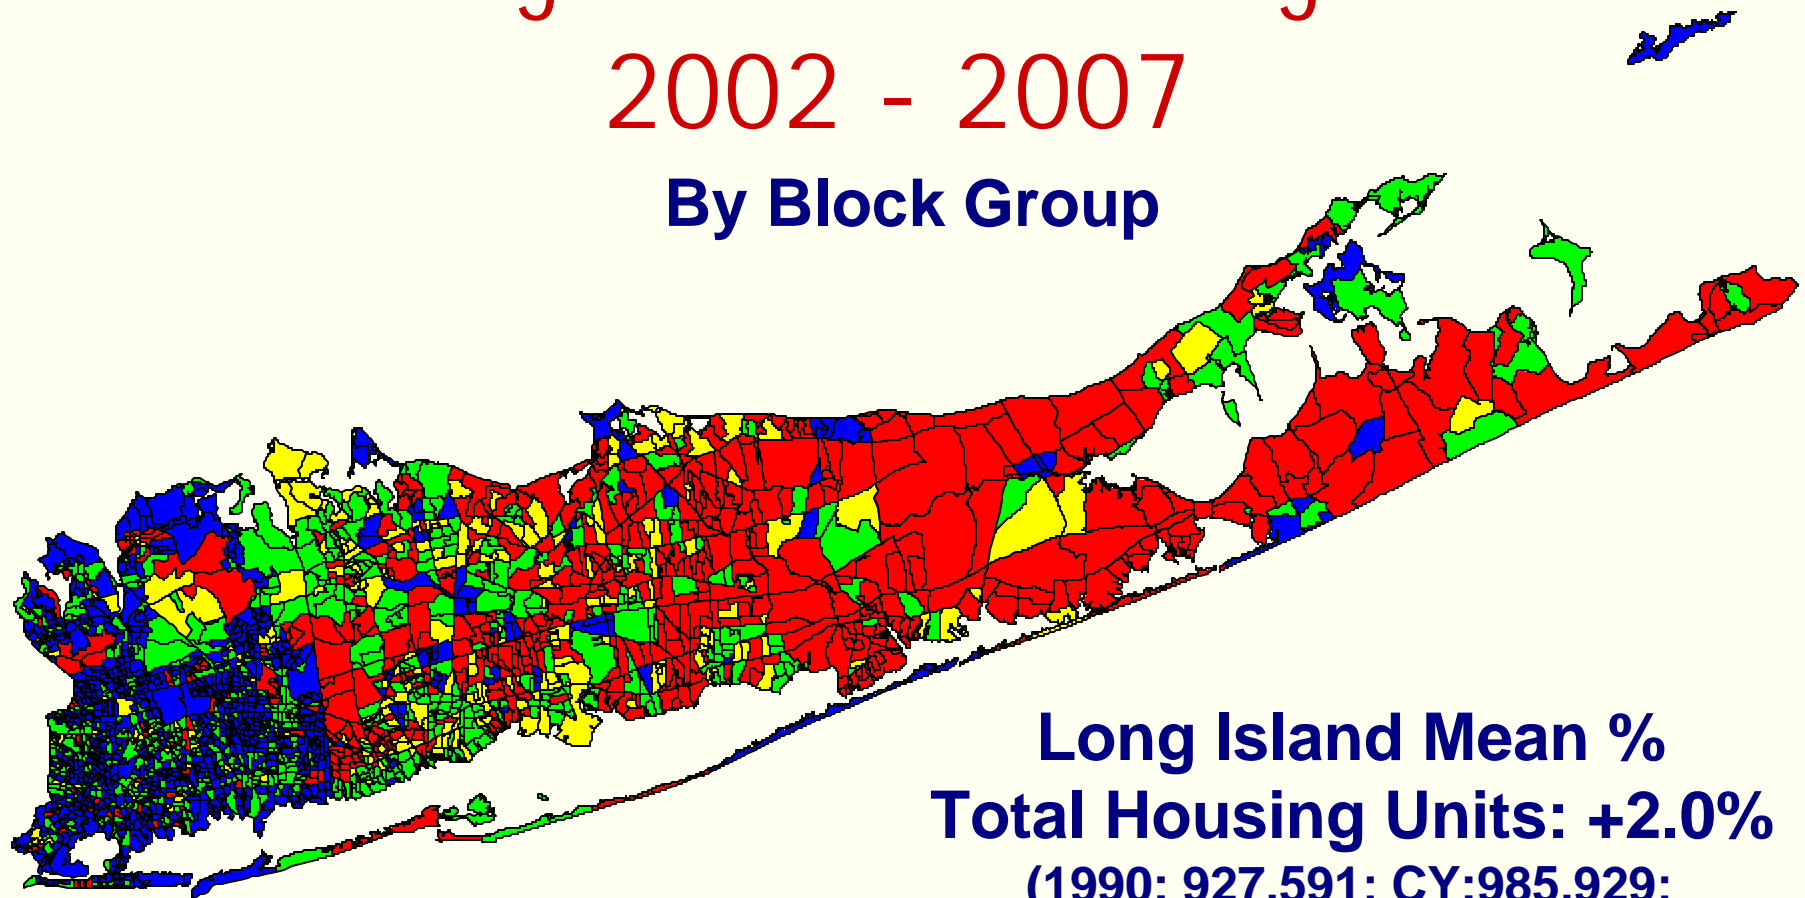 2002 - 2007
By Block Group
Long Island Mean %
Total Housing Units: +2.0%
(1990: 927,591; CY:985,929;